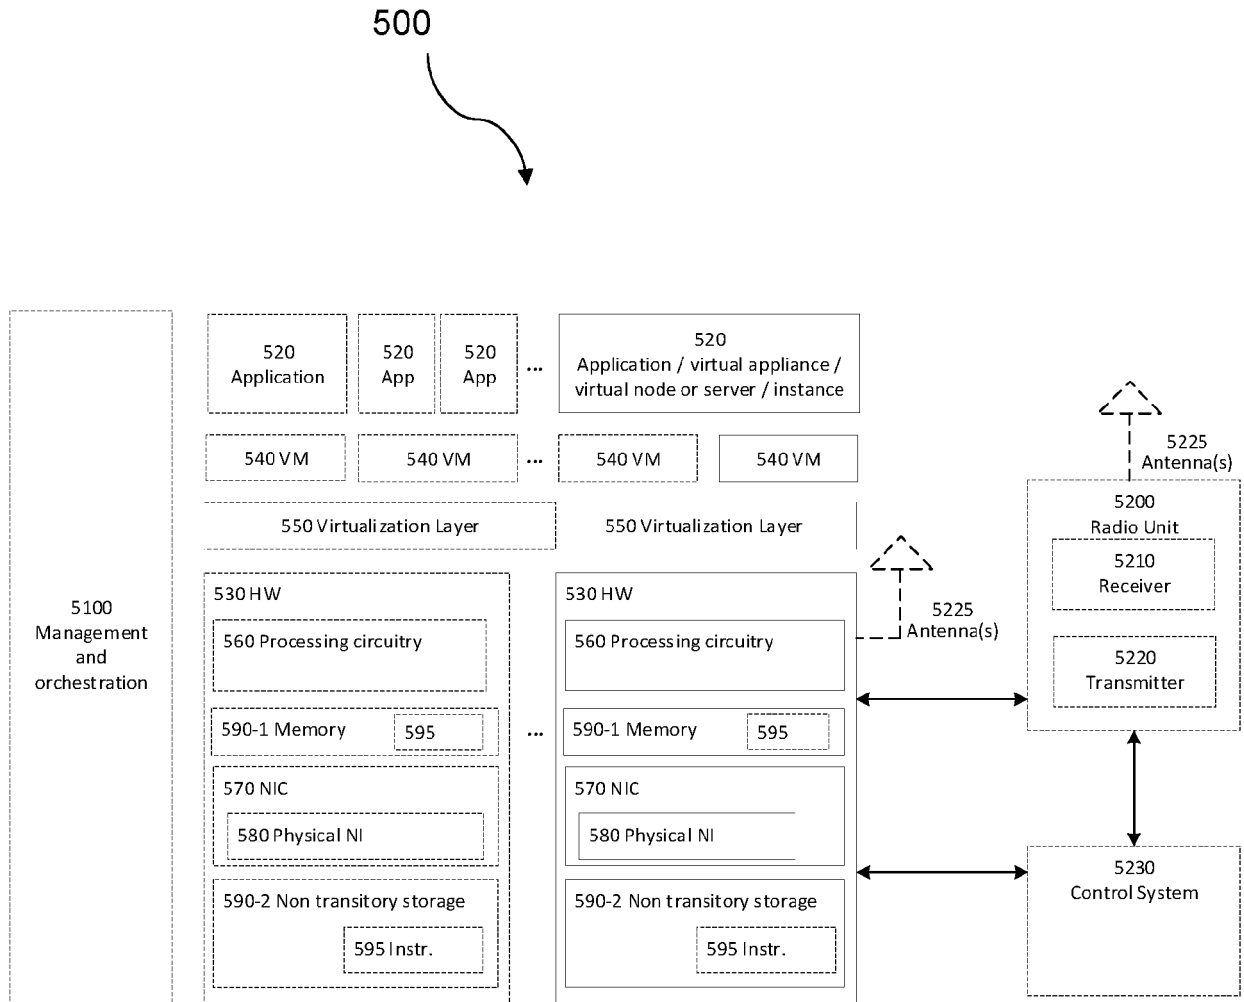 500
520
Application
520
App
520
App
...
520
Application / virtual appliance /
virtual node or server / instance
540 VM
540 VM
...
540 VM
540 VM
550 Virtualization Layer
550 Virtualization Layer
5100
Management
and
orchestration
530 HW
560 Processing circuitry
590-1 Memory
595
570 NIC
580 Physical NI
590-2 Non transitory storage
595 Instr.
...
530 HW
560 Processing circuitry
590-1 Memory
595
570 NIC
580 Physical NI
590-2 Non transitory storage
595 Instr.
5225
Antenna(s)
5225
Antenna(s)
5200
Radio Unit
5210
Receiver
5220
Transmitter
5230
Control System